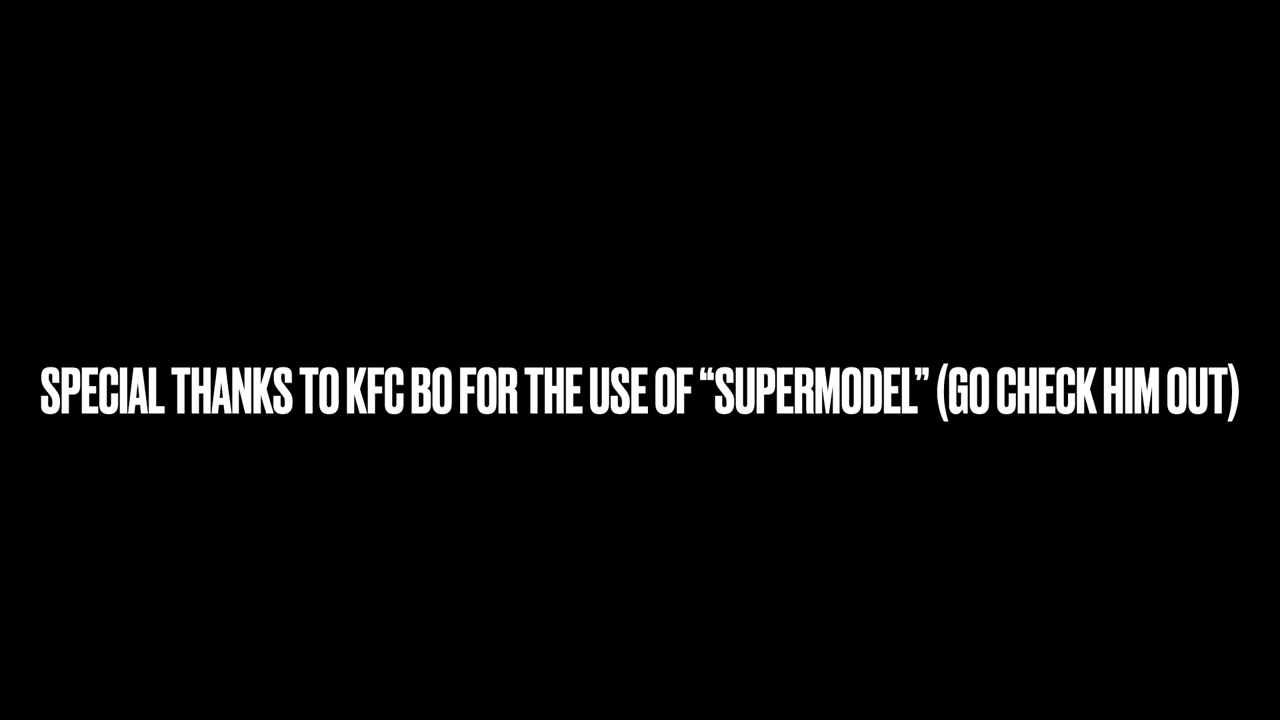 SPECIAL THANKS TO KFC BO FOR THE USE OF “SUPERMODEL” (GO CHECK HIM OUT)